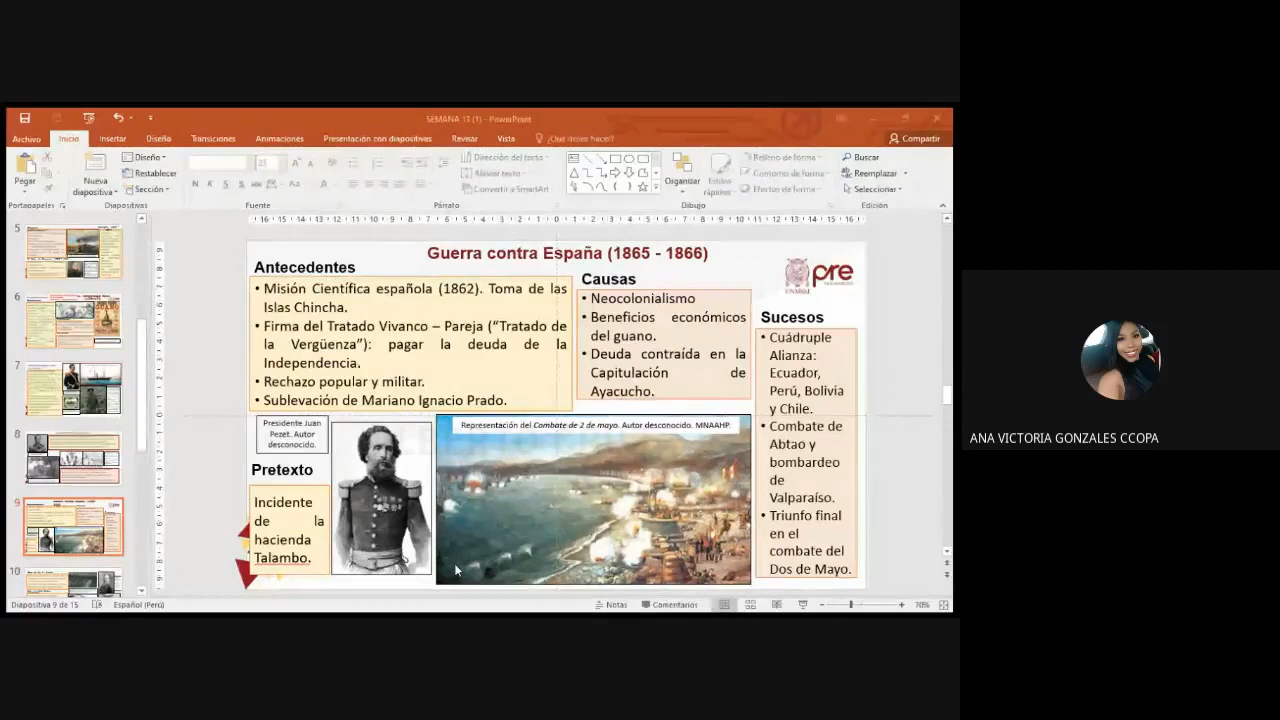 SEMANA 11 (1) - PowerPoint
Archivo
Inicio
Insertar
Diseño
Transiciones
Animaciones
Presentación con diapositivas
Revisar
Vista
¿Qué desea hacer?
Compartir
Pegar
Nueva
diapositiva
Diseño
Restablecer
Sección
Dirección del texto
Alinear texto
Convertir a SmartArt
Organizar
Estilos
rápidos
Relleno de forma
Contorno de forma
Efectos de forma
Buscar
Reemplazar
Seleccionar
Portapapeles
Diapositivas
Fuente
Párrafo
Dibujo
Edición
5
6
7
8
9
10
Guerra contra España (1865 - 1866)
Antecedentes
• Misión Científica española (1862). Toma de las
Islas Chincha.
• Firma del Tratado Vivanco – Pareja (“Tratado de
la Vergüenza”): pagar la deuda de la
Independencia.
• Rechazo popular y militar.
• Sublevación de Mariano Ignacio Prado.
Causas
• Neocolonialismo
• Beneficios económicos
del guano.
• Deuda contraída en la
Capitulación de
Ayacucho.
pre
Sucesos
• Cuádruple
Alianza:
Ecuador,
Perú, Bolivia
y Chile.
• Combate de
Abtao y
bombardeo
de
Valparaíso.
• Triunfo final
en el
combate del
Dos de Mayo.
Presidente Juan
Pezet. Autor
desconocido.
Pretexto
Incidente
de la
hacienda
Talambo.
Representación del Combate de 2 de mayo. Autor desconocido. MNAAHP.
Diapositiva 9 de 15
Español (Perú)
Notas
Comentarios
70%
ANA VICTORIA GONZALES CCOPA